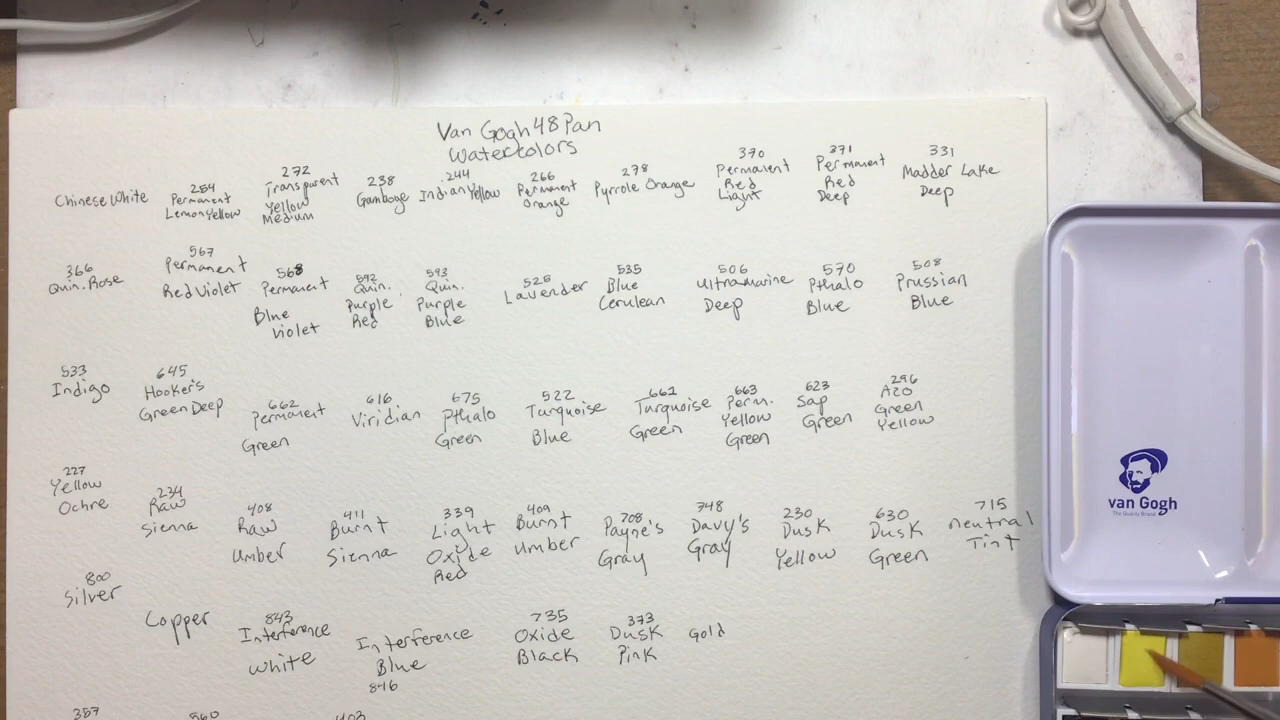 Van Gogh 48 Pan
Watercolors
Chinese White
254
Permanent
Lemon Yellow
272
Transparent
Yellow
Medium
238
Gamboge
244
Indian Yellow
266
Permanent
Orange
278
Pyrrole Orange
370
Permanent
Red
Light
371
Permanent
Red
Deep
331
Madder Lake
Deep
366
Quin. Rose
567
Permanent
Red Violet
568
Permanent
Blue
Violet
592
Quin.
Purple
Red
593
Quin.
Purple
Blue
525
Lavender
535
Blue
Cerulean
506
Ultramarine
Deep
570
Pthalo
Blue
508
Prussian
Blue
533
Indigo
645
Hooker's
Green Deep
662
Permanent
Green
616
Viridian
675
Pthalo
Green
522
Turquoise
Blue
661
Turquoise
Green
663
Perm.
Yellow
Green
623
Sap
Green
296
Azo
Green
Yellow
227
Yellow
Ochre
234
Raw
Sienna
408
Raw
Umber
411
Burnt
Sienna
339
Light
Oxide
Red
409
Burnt
Umber
708
Payne's
Gray
748
Davy's
Gray
230
Dusk
Yellow
630
Dusk
Green
715
neutral
Tint
800
Silver
Copper
843
Interference
White
Interference
Blue
846
735
Oxide
Black
373
Dusk
Pink
Gold
357
560
403
van Gogh
The Quality Brand